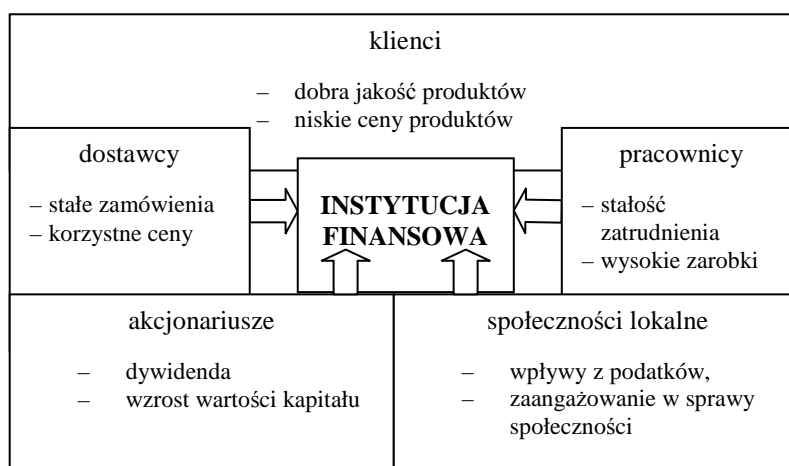 klienci
– dobra jakość produktów
– niskie ceny produktów
dostawcy
– stałe zamówienia
– korzystne ceny
INSTYTUCJA
FINANSOWA
pracownicy
– stałość
zatrudnienia
– wysokie zarobki
akcjonariusze
– dywidenda
– wzrost wartości kapitału
społeczności lokalne
– wpływy z podatków,
– zaangażowanie w sprawy
społeczności